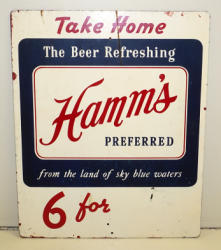 Take Home
The Beer Refreshing
Hamm's
PREFERRED
from the land of sky blue waters
6 for